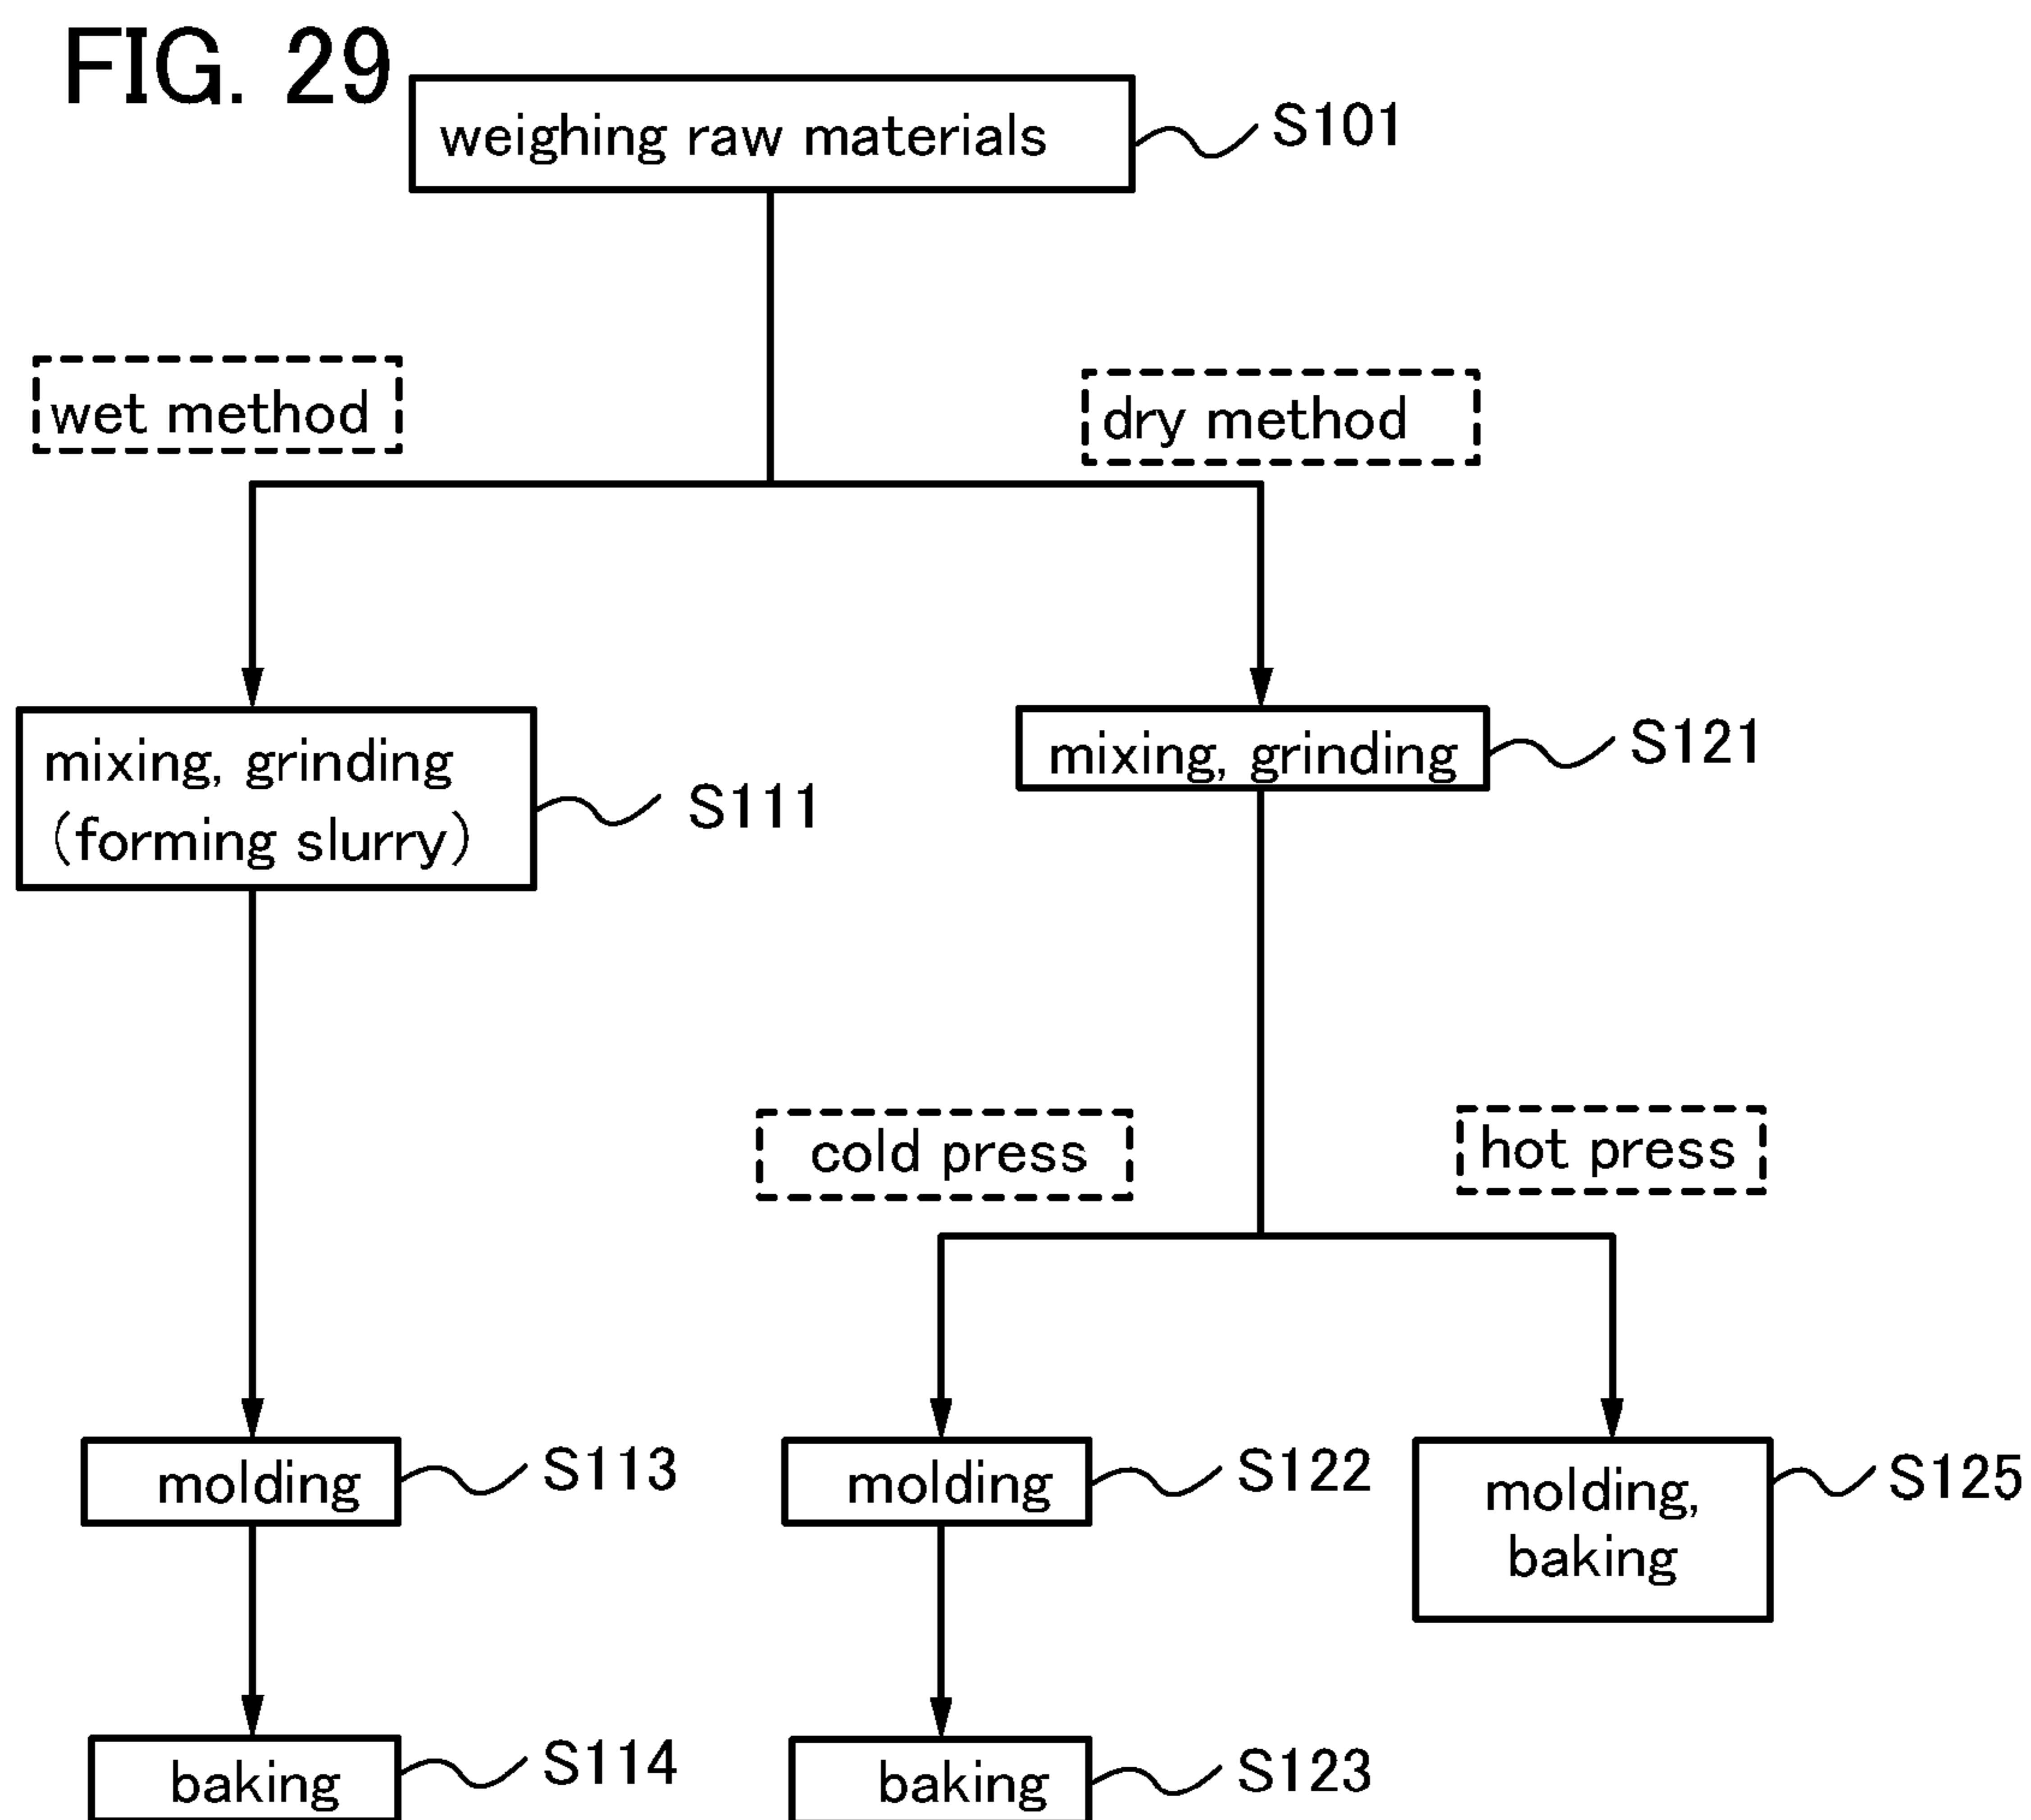 FIG. 29
weighing raw materials
S101
wet method
dry method
mixing, grinding
(forming slurry)
S111
mixing, grinding
S121
cold press
hot press
molding
S113
molding
S122
molding,
baking
S125
baking
S114
baking
S123